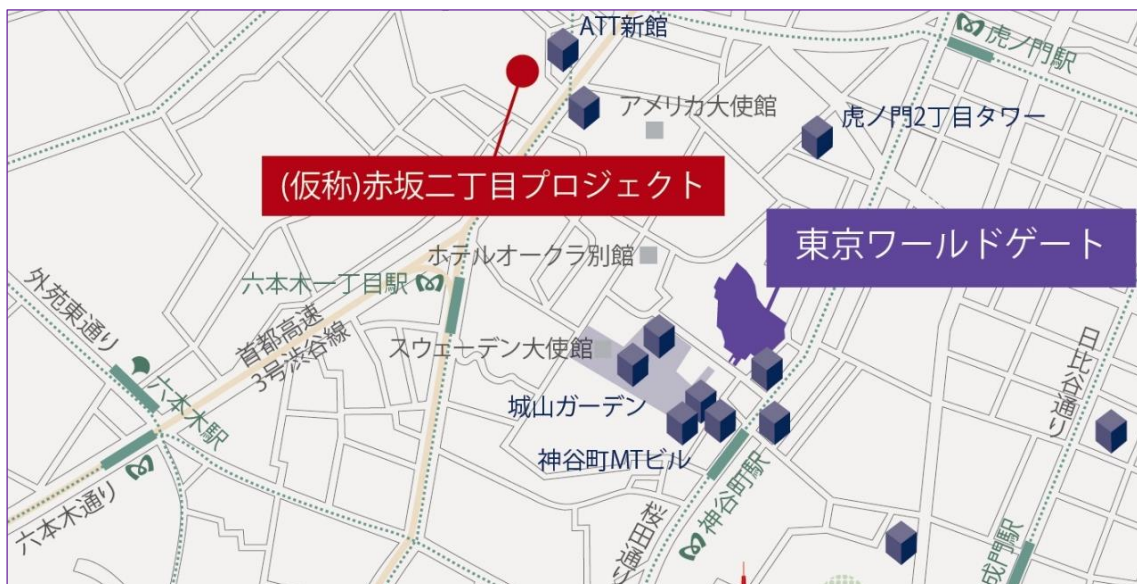 ATT新館
虎ノ門駅
アメリカ大使館
虎ノ門2丁目タワー
(仮称)赤坂二丁目プロジェクト
東京ワールドゲート
ホテルオークラ別館
六本木一丁目駅
外苑東通り
首都高速
3号渋谷線
スウェーデン大使館
日比谷通り
六本木駅
城山ガーデン
神谷町MTビル
六本木通り
桜田通り
神谷町駅
成門駅